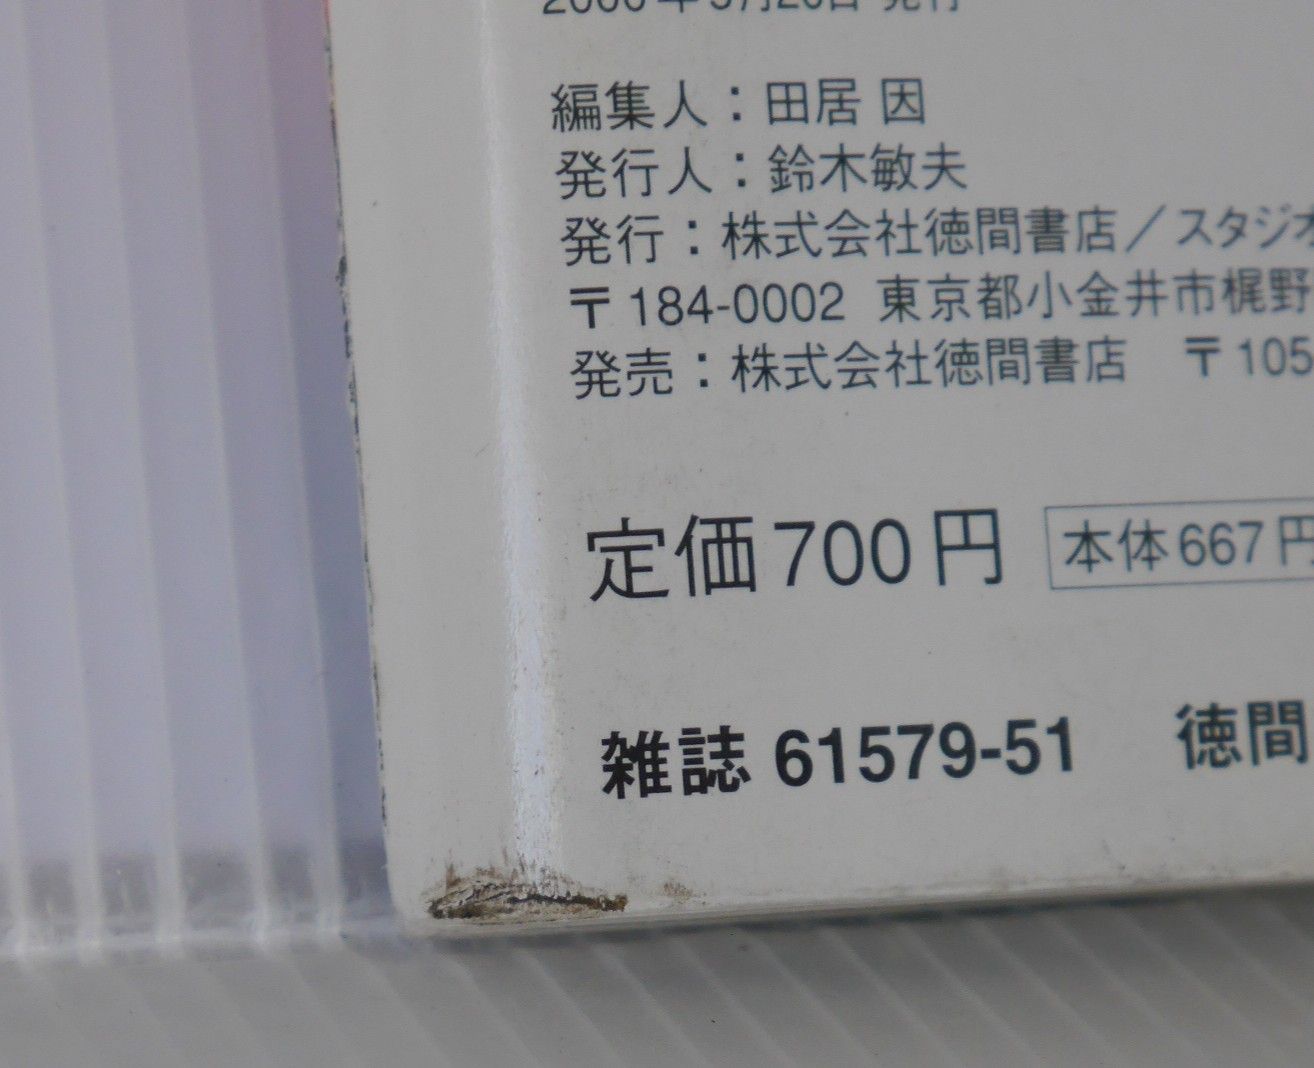 編集人：田居 因
発行人：鈴木敏夫
発行：株式会社徳間書店／スタジオ
〒184-0002 東京都小金井市梶野
発売：株式会社徳間書店 〒105
定価700円 本体667円
雑誌 61579-51 徳間